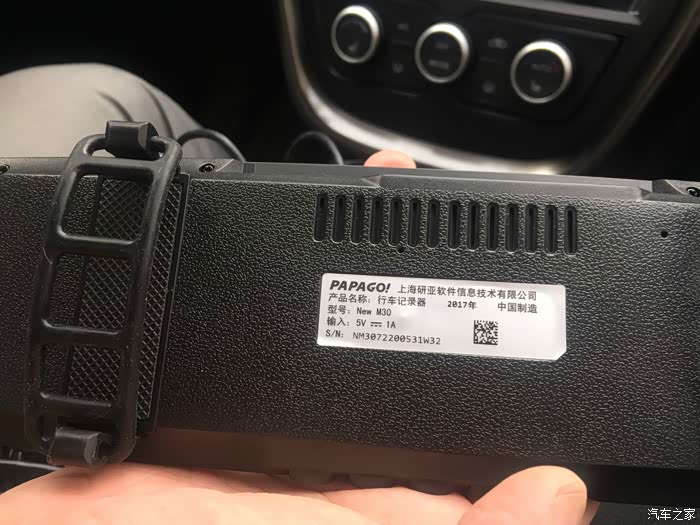 PAPAGO! 上海研亚软件信息技术有限公司
产品名称：行车记录器 2017年 中国制造
型号：New M30
输入：5V ⎓ 1A
S/N: NM3072200531W32
汽车之家